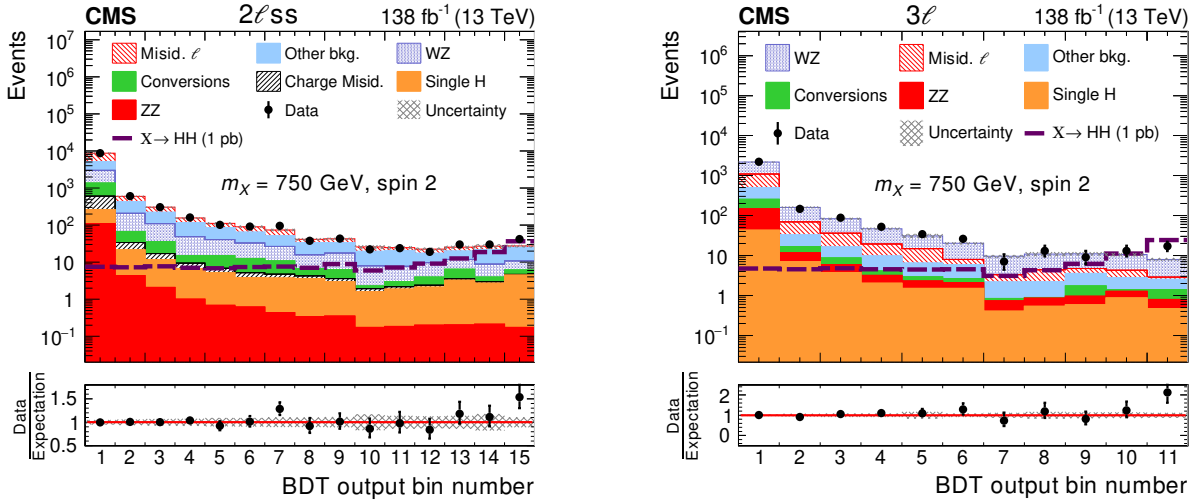 CMS 2ℓss 138 fb⁻¹ (13 TeV)
Events
10⁷
10⁶
10⁵
10⁴
10³
10²
10
1
10⁻¹
Misid. ℓ Other bkg. WZ
Conversions Charge Misid. Single H
ZZ Data Uncertainty
X→ HH (1 pb)
m_X = 750 GeV, spin 2
Data
Expectation
1.5
1
0.5
1 2 3 4 5 6 7 8 9 10 11 12 13 14 15
BDT output bin number
CMS 3ℓ 138 fb⁻¹ (13 TeV)
Events
10⁶
10⁵
10⁴
10³
10²
10
1
10⁻¹
WZ Misid. ℓ Other bkg.
Conversions ZZ Single H
Data Uncertainty X→ HH (1 pb)
m_X = 750 GeV, spin 2
Data
Expectation
2
1
0
1 2 3 4 5 6 7 8 9 10 11
BDT output bin number